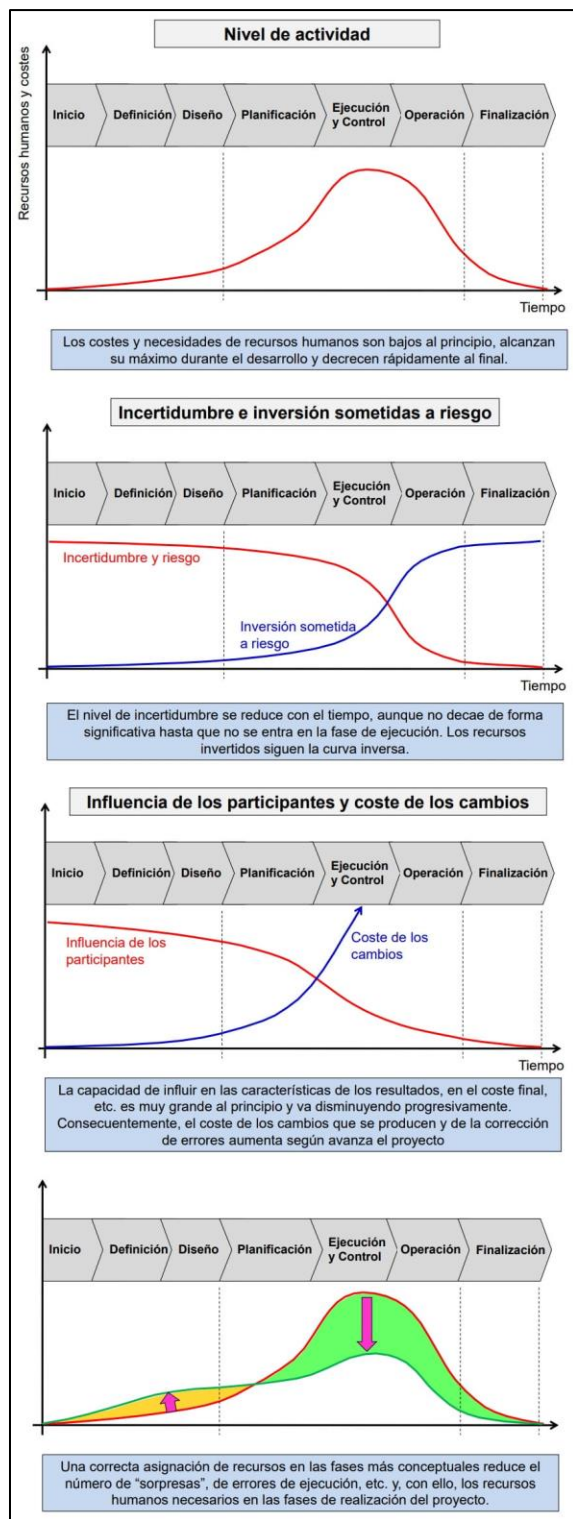 Nivel de actividad
Recursos humanos y costes
Inicio
Definición
Diseño
Planificación
Ejecución
y Control
Operación
Finalización
Tiempo
Los costes y necesidades de recursos humanos son bajos al principio, alcanzan
su máximo durante el desarrollo y decrecen rápidamente al final.
Incertidumbre e inversión sometidas a riesgo
Inicio
Definición
Diseño
Planificación
Ejecución
y Control
Operación
Finalización
Incertidumbre y riesgo
Inversión sometida
a riesgo
Tiempo
El nivel de incertidumbre se reduce con el tiempo, aunque no decae de forma
significativa hasta que no se entra en la fase de ejecución. Los recursos
invertidos siguen la curva inversa.
Influencia de los participantes y coste de los cambios
Inicio
Definición
Diseño
Planificación
Ejecución
y Control
Operación
Finalización
Influencia de los
participantes
Coste de los
cambios
Tiempo
La capacidad de influir en las características de los resultados, en el coste final,
etc. es muy grande al principio y va disminuyendo progresivamente.
Consecuentemente, el coste de los cambios que se producen y de la corrección
de errores aumenta según avanza el proyecto
Inicio
Definición
Diseño
Planificación
Ejecución
y Control
Operación
Finalización
Una correcta asignación de recursos en las fases más conceptuales reduce el
número de “sorpresas”, de errores de ejecución, etc. y, con ello, los recursos
humanos necesarios en las fases de realización del proyecto.